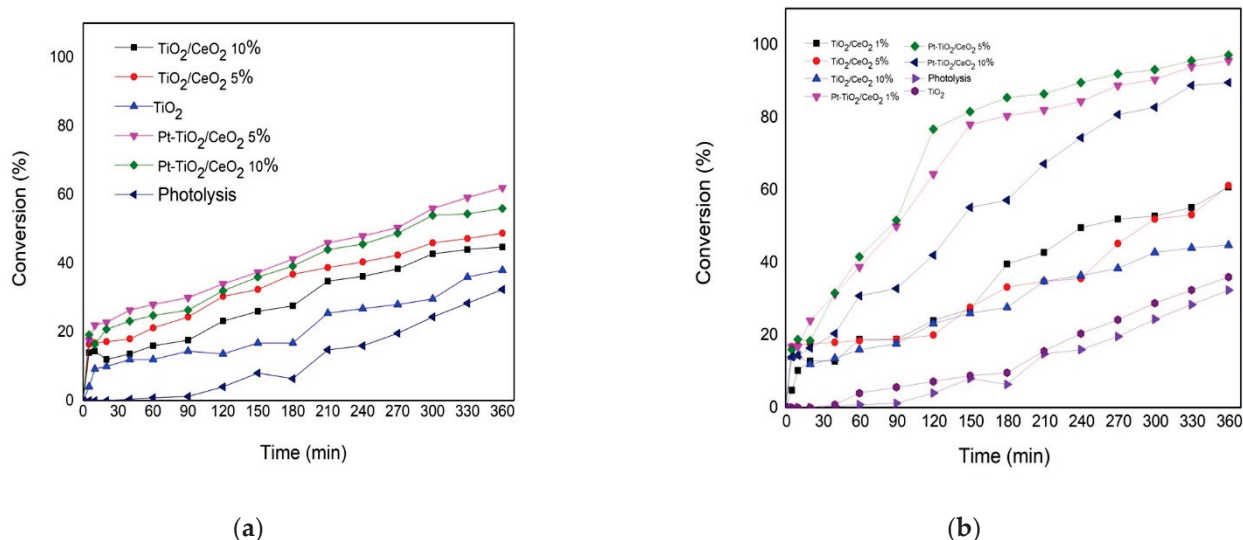 (a)
TiO2/CeO2 10%
TiO2/CeO2 5%
TiO2
Pt-TiO2/CeO2 5%
Pt-TiO2/CeO2 10%
Photolysis
Conversion (%)
100
80
60
40
20
0
0 30 60 90 120 150 180 210 240 270 300 330 360
Time (min)
(a)
(b)
TiO2/CeO2 1%
TiO2/CeO2 5%
TiO2/CeO2 10%
Pt-TiO2/CeO2 1%
Pt-TiO2/CeO2 5%
Pt-TiO2/CeO2 10%
Photolysis
TiO2
Conversion (%)
100
80
60
40
20
0
0 30 60 90 120 150 180 210 240 270 300 330 360
Time (min)
(b)